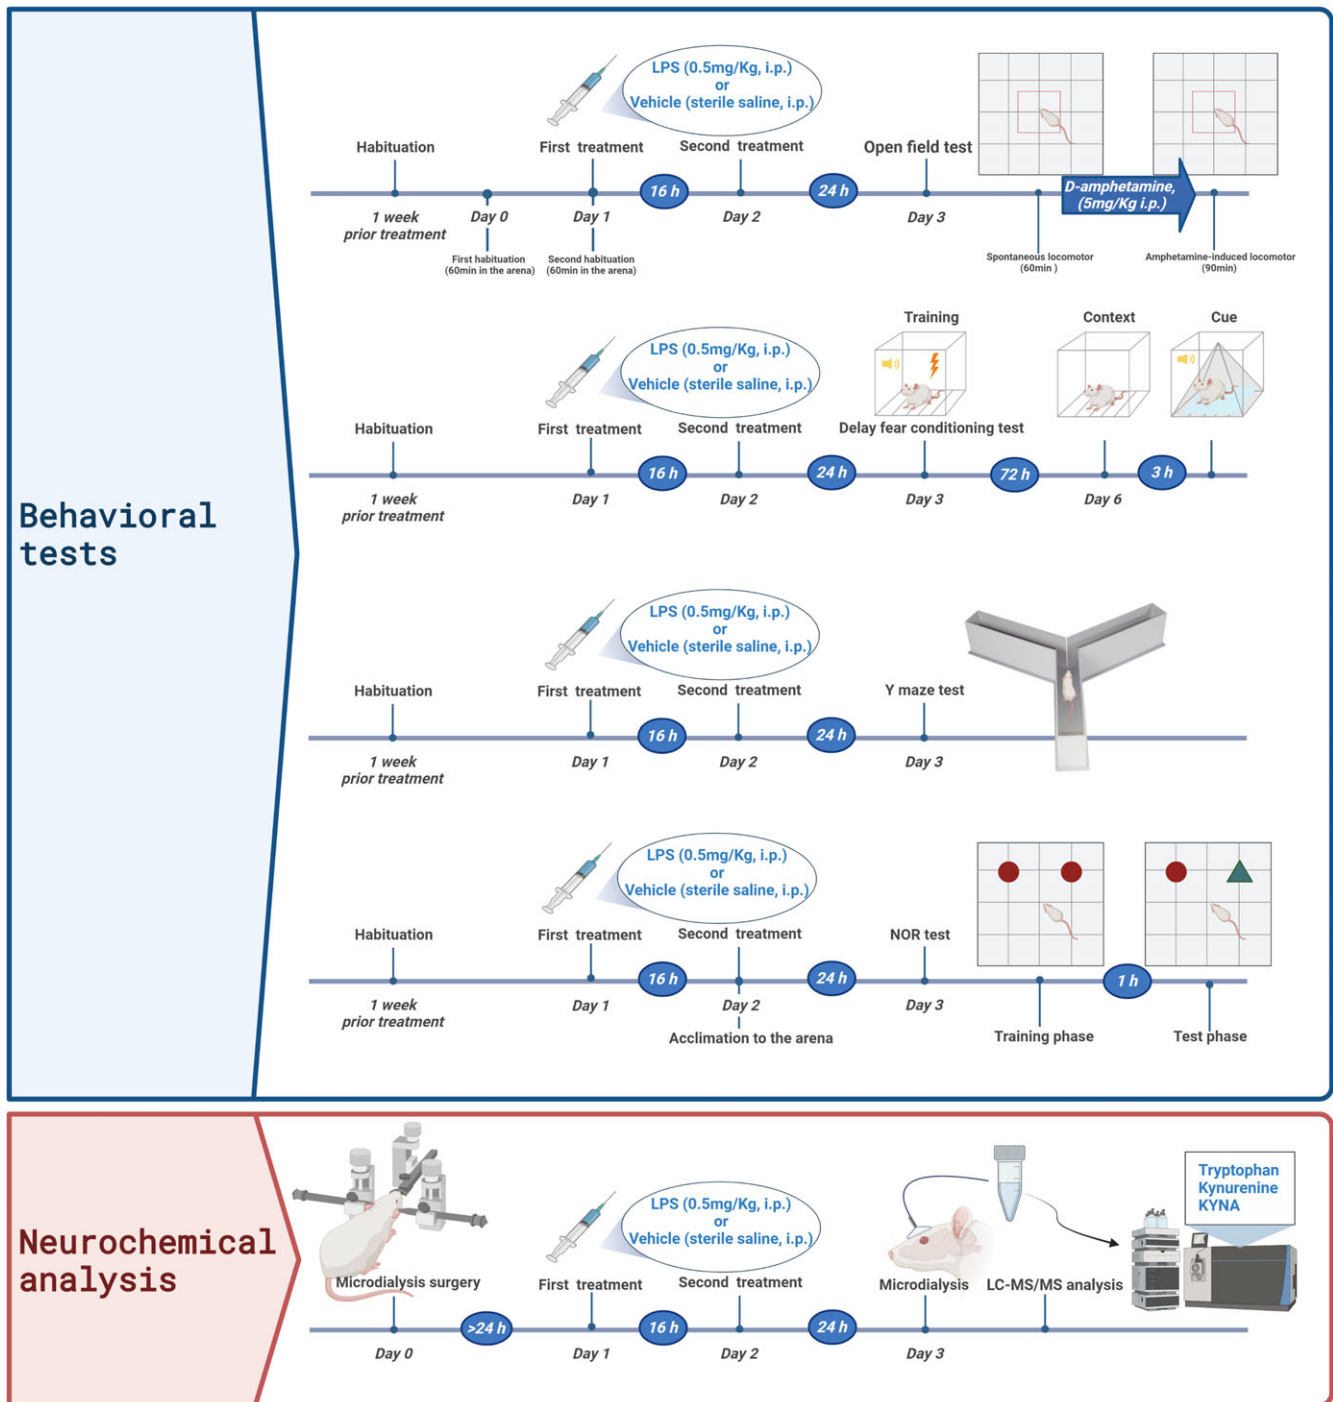 Behavioral
tests
LPS (0.5mg/Kg, i.p.)
or
Vehicle (sterile saline, i.p.)
Habituation
First treatment
Second treatment
Open field test
16 h
24 h
D-amphetamine,
(5mg/Kg i.p.)
1 week
prior treatment
Day 0
Day 1
Day 2
Day 3
First habituation
(60min in the arena)
Second habituation
(60min in the arena)
Spontaneous locomotor
(60min )
Amphetamine-induced locomotor
(90min)
LPS (0.5mg/Kg, i.p.)
or
Vehicle (sterile saline, i.p.)
Training
Context
Cue
Habituation
First treatment
Second treatment
Delay fear conditioning test
16 h
24 h
72 h
3 h
1 week
prior treatment
Day 1
Day 2
Day 3
Day 6
LPS (0.5mg/Kg, i.p.)
or
Vehicle (sterile saline, i.p.)
Habituation
First treatment
Second treatment
Y maze test
16 h
24 h
1 week
prior treatment
Day 1
Day 2
Day 3
LPS (0.5mg/Kg, i.p.)
or
Vehicle (sterile saline, i.p.)
Habituation
First treatment
Second treatment
NOR test
16 h
24 h
1 h
1 week
prior treatment
Day 1
Day 2
Day 3
Acclimation to the arena
Training phase
Test phase
Neurochemical
analysis
LPS (0.5mg/Kg, i.p.)
or
Vehicle (sterile saline, i.p.)
Tryptophan
Kynurenine
KYNA
Microdialysis surgery
First treatment
Second treatment
Microdialysis
LC-MS/MS analysis
>24 h
16 h
24 h
Day 0
Day 1
Day 2
Day 3